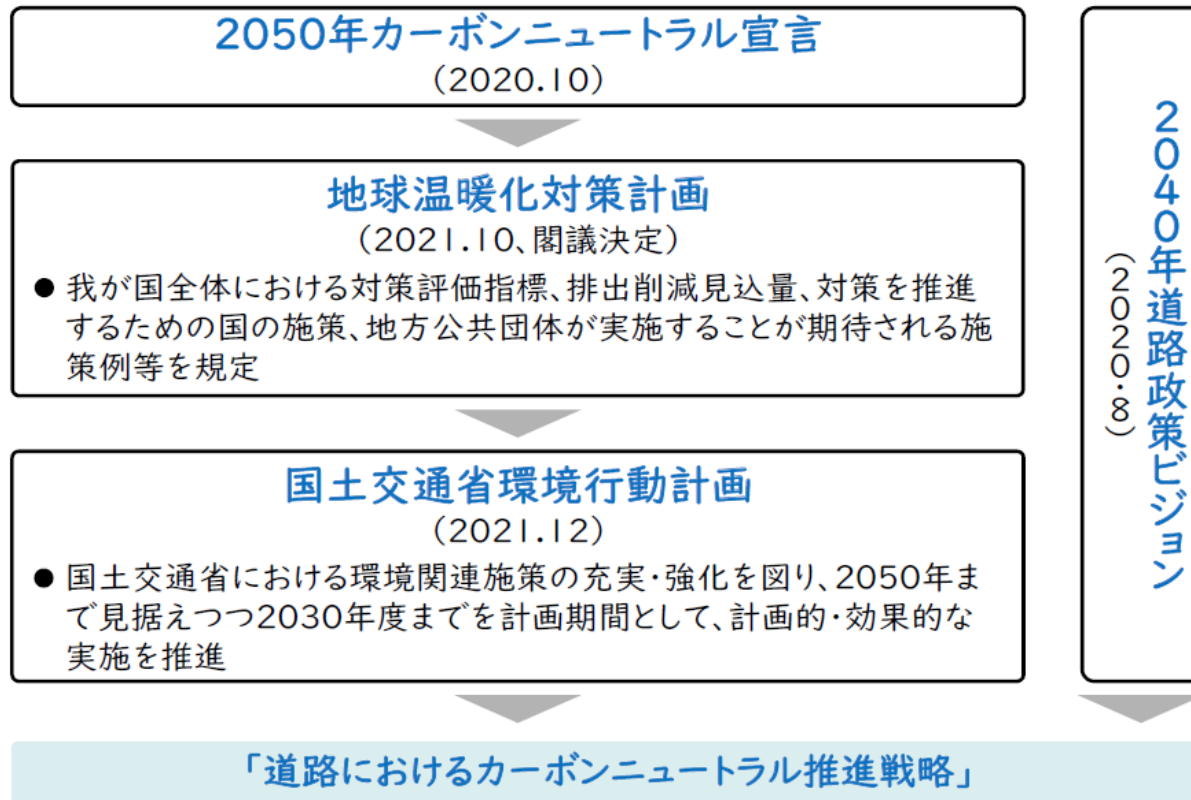 2050年カーボンニュートラル宣言
（2020.10）
地球温暖化対策計画
（2021.10、閣議決定）
● 我が国全体における対策評価指標、排出削減見込量、対策を推進
するための国の施策、地方公共団体が実施することが期待される施
策例等を規定
国土交通省環境行動計画
（2021.12）
● 国土交通省における環境関連施策の充実・強化を図り、2050年ま
で見据えつつ2030年度までを計画期間として、計画的・効果的な
実施を推進
2040年道路政策ビジョン
（2020・8）
「道路におけるカーボンニュートラル推進戦略」